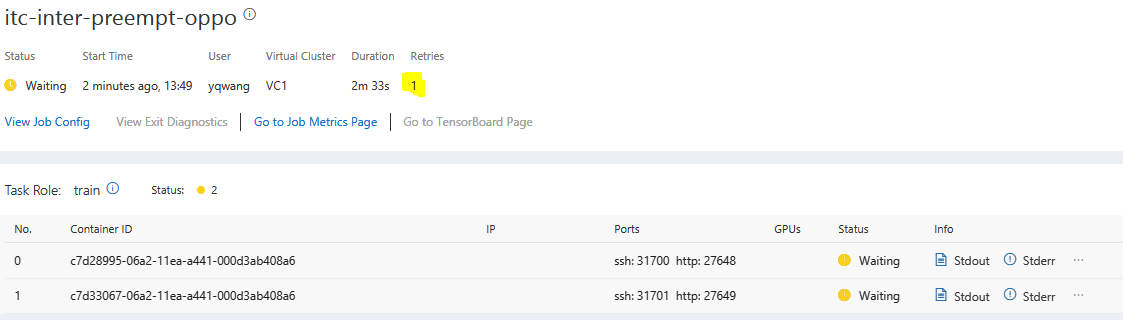 itc-inter-preempt-oppo
Status Start Time User Virtual Cluster Duration Retries
Waiting 2 minutes ago, 13:49 yqwang VC1 2m 33s 1
View Job Config View Exit Diagnostics Go to Job Metrics Page Go to TensorBoard Page
Task Role: train Status: 2
No. Container ID IP Ports GPUs Status Info
0 c7d28995-06a2-11ea-a441-000d3ab408a6 ssh: 31700 http: 27648 Waiting Stdout Stderr ···
1 c7d33067-06a2-11ea-a441-000d3ab408a6 ssh: 31701 http: 27649 Waiting Stdout Stderr ···